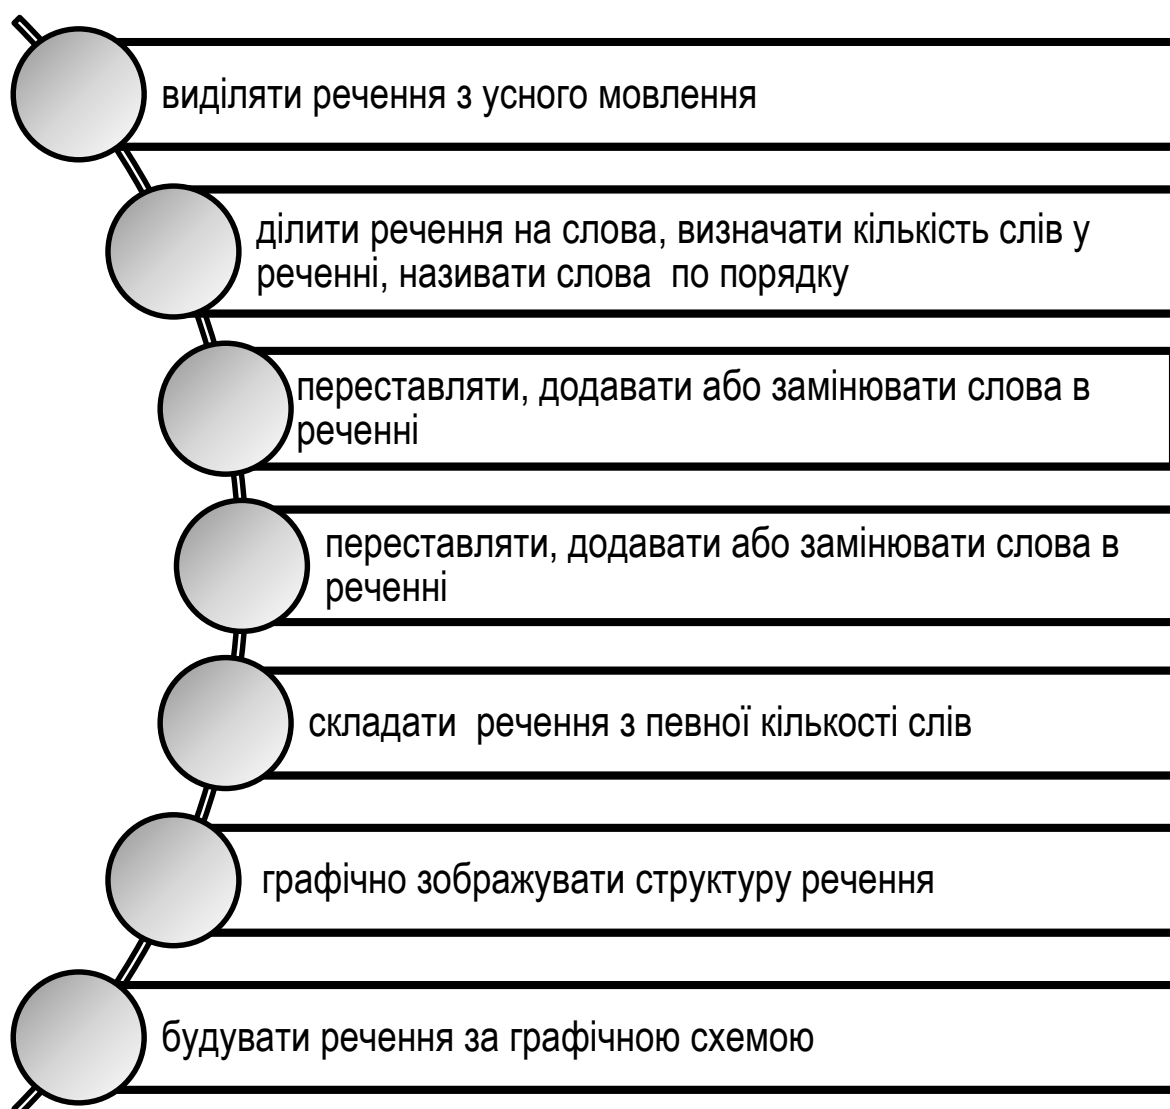 виділяти речення з усного мовлення
ділити речення на слова, визначати кількість слів у
реченні, називати слова  по порядку
переставляти, додавати або замінювати слова в
реченні
переставляти, додавати або замінювати слова в
реченні
складати  речення з певної кількості слів
графічно зображувати структуру речення
будувати речення за графічною схемою